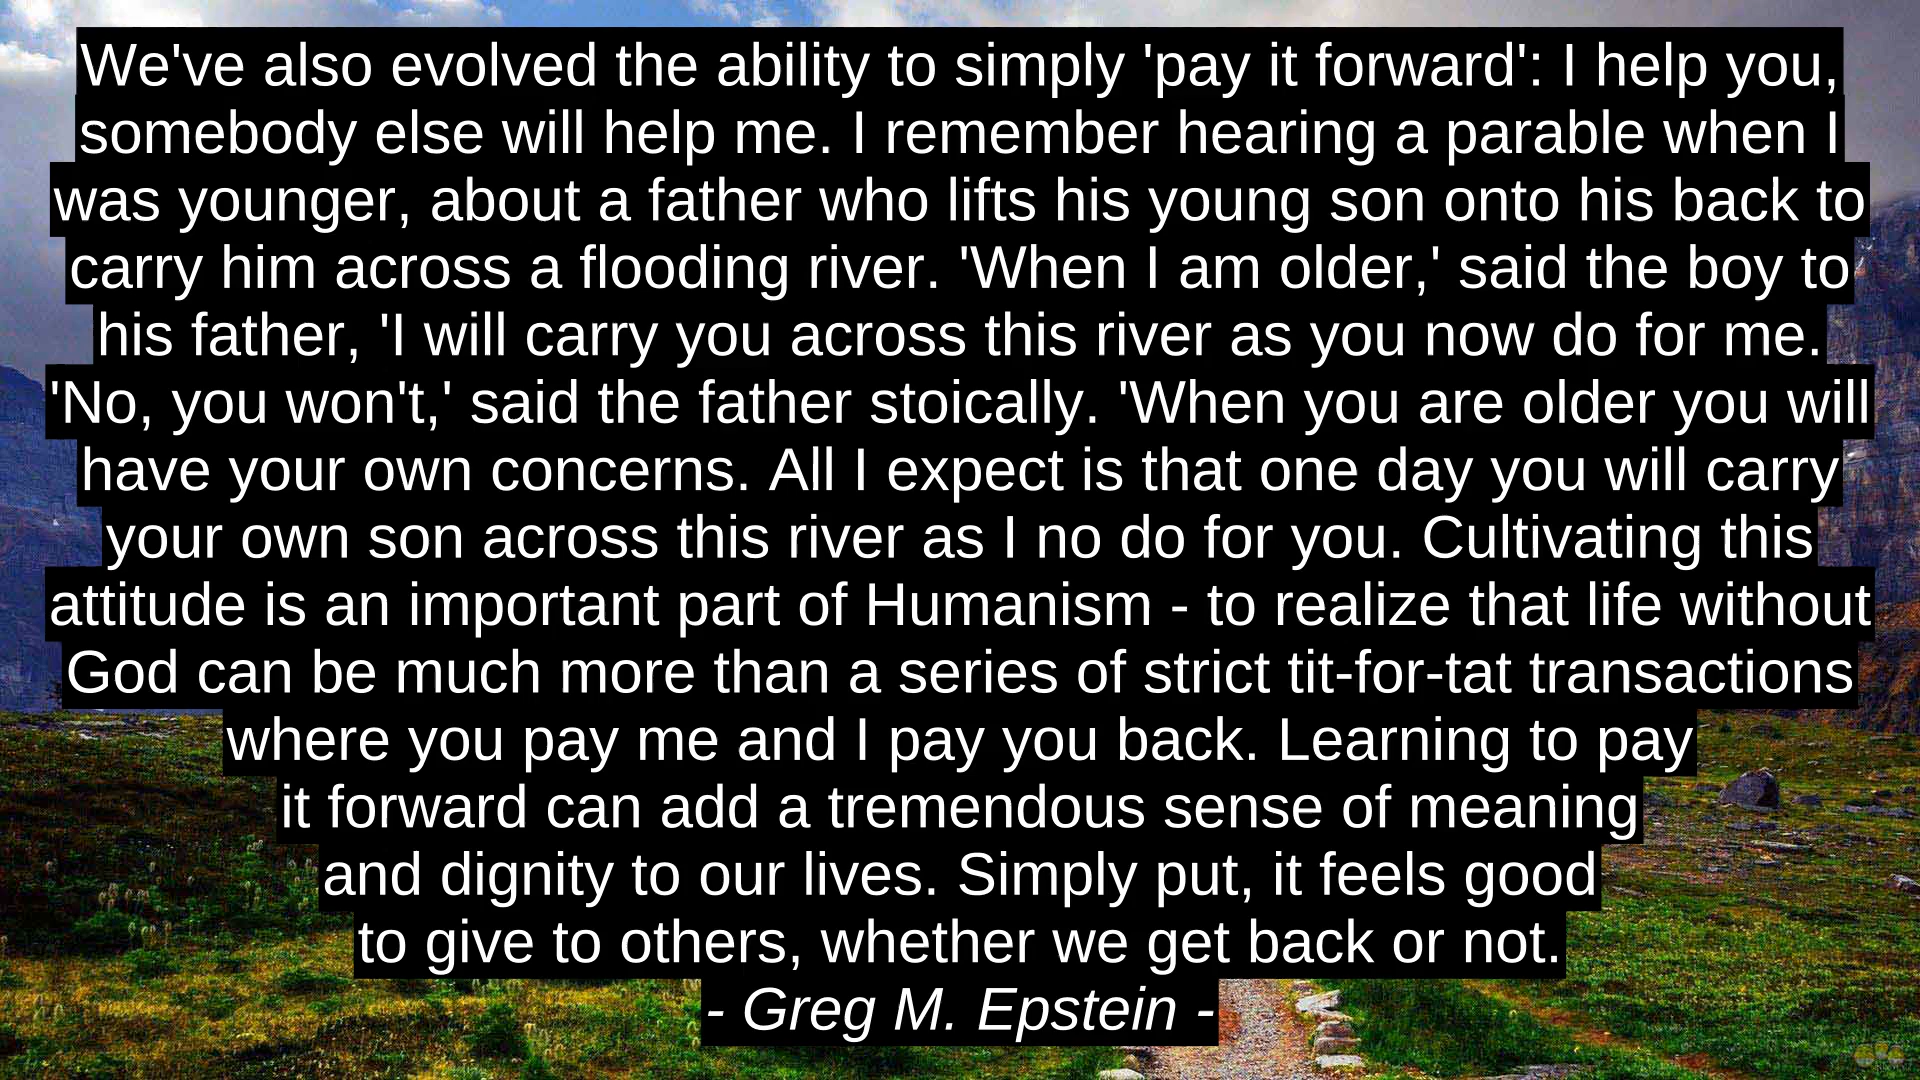 We've also evolved the ability to simply 'pay it forward': I help you,
somebody else will help me. I remember hearing a parable when I
was younger, about a father who lifts his young son onto his back to
carry him across a flooding river. 'When I am older,' said the boy to
his father, 'I will carry you across this river as you now do for me.
'No, you won't,' said the father stoically. 'When you are older you will
have your own concerns. All I expect is that one day you will carry
your own son across this river as I no do for you. Cultivating this
attitude is an important part of Humanism - to realize that life without
God can be much more than a series of strict tit-for-tat transactions
where you pay me and I pay you back. Learning to pay
it forward can add a tremendous sense of meaning
and dignity to our lives. Simply put, it feels good
to give to others, whether we get back or not.
- Greg M. Epstein -